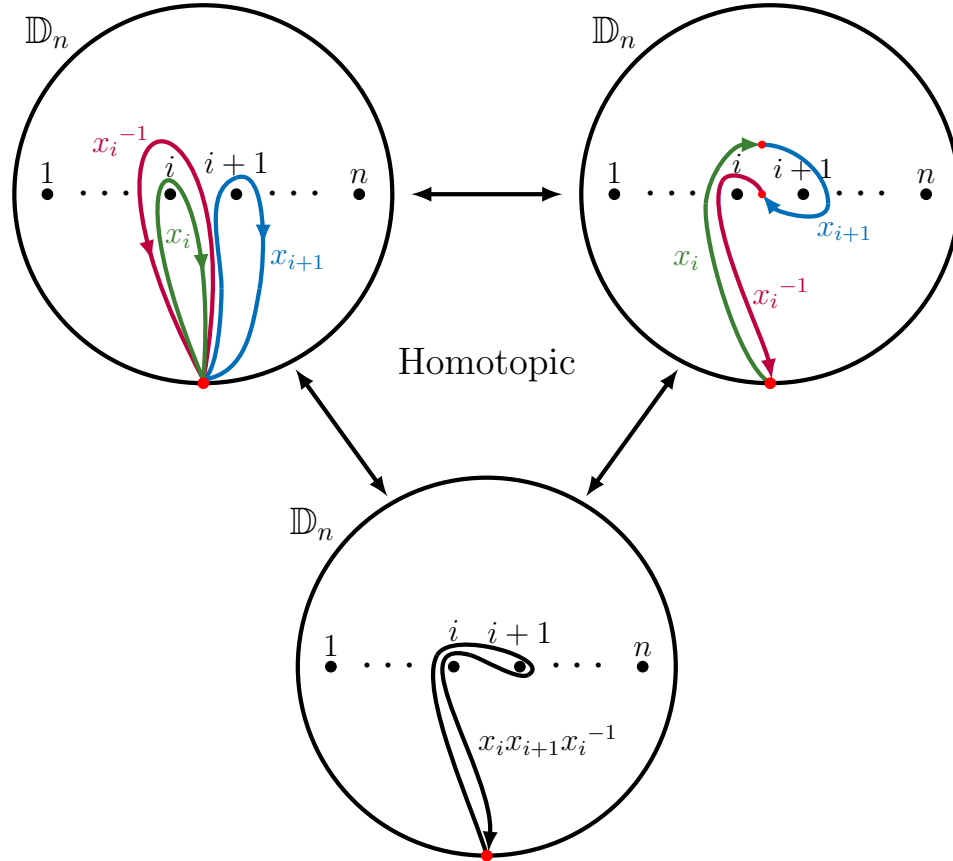 𝔻ₙ
xᵢ⁻¹
i
i + 1
1
· · · ·
· · ·
n
xᵢ
xᵢ₊₁
𝔻ₙ
i
i + 1
1
· · ·
· · · ·
n
xᵢ₊₁
xᵢ
xᵢ⁻¹
Homotopic
𝔻ₙ
i
i + 1
1
· · ·
· · ·
n
xᵢxᵢ₊₁xᵢ⁻¹